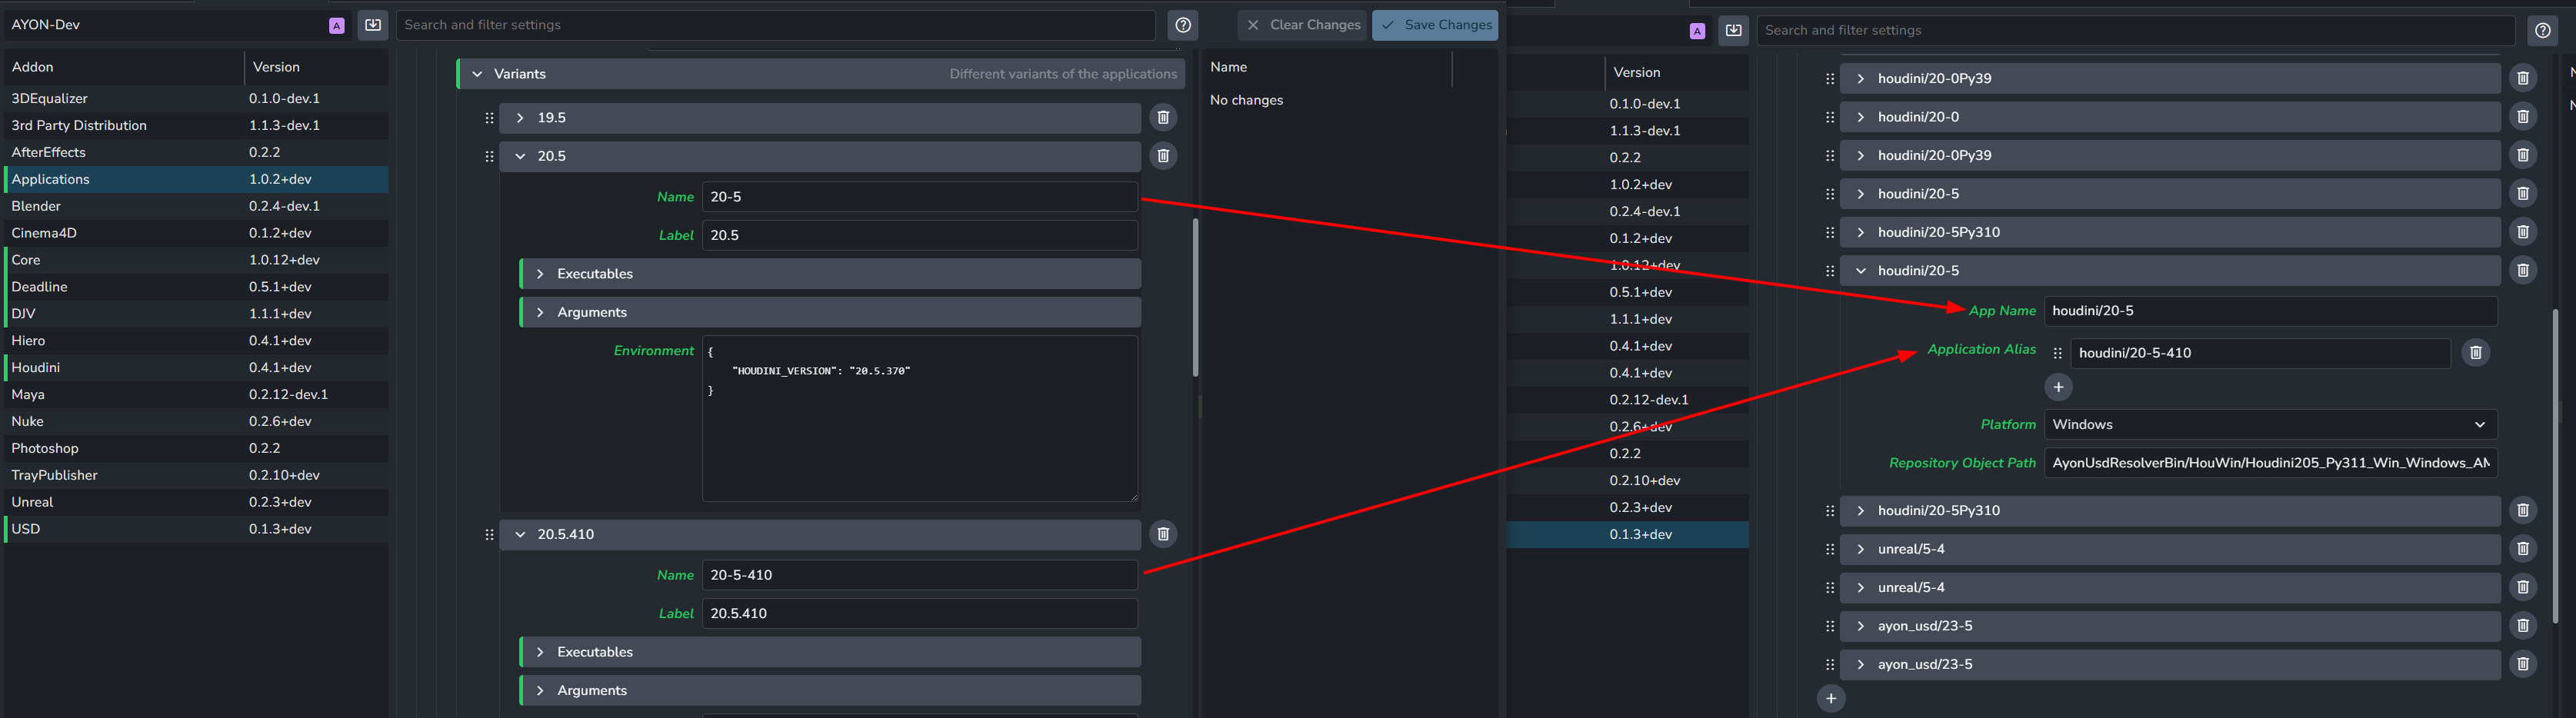 AYON-Dev
A
Search and filter settings
Clear Changes
Save Changes
Addon
Version
3DEqualizer
0.1.0-dev.1
3rd Party Distribution
1.1.3-dev.1
AfterEffects
0.2.2
Applications
1.0.2+dev
Blender
0.2.4-dev.1
Cinema4D
0.1.2+dev
Core
1.0.12+dev
Deadline
0.5.1+dev
DJV
1.1.1+dev
Hiero
0.4.1+dev
Houdini
0.4.1+dev
Maya
0.2.12-dev.1
Nuke
0.2.6+dev
Photoshop
0.2.2
TrayPublisher
0.2.10+dev
Unreal
0.2.3+dev
USD
0.1.3+dev
Variants
Different variants of the applications
19.5
20.5
Name
20-5
Label
20.5
Executables
Arguments
Environment
{
"HOUDINI_VERSION": "20.5.370"
}
20.5.410
Name
20-5-410
Label
20.5.410
Executables
Arguments
Name
No changes
A
Search and filter settings
Version
0.1.0-dev.1
1.1.3-dev.1
0.2.2
1.0.2+dev
0.2.4-dev.1
0.1.2+dev
1.0.12+dev
0.5.1+dev
1.1.1+dev
0.4.1+dev
0.4.1+dev
0.2.12-dev.1
0.2.6+dev
0.2.2
0.2.10+dev
0.2.3+dev
0.1.3+dev
houdini/20-0Py39
houdini/20-0
houdini/20-0Py39
houdini/20-5
houdini/20-5Py310
houdini/20-5
App Name
houdini/20-5
Application Alias
houdini/20-5-410
Platform
Windows
Repository Object Path
AyonUsdResolverBin/HouWin/Houdini205_Py311_Win_Windows_AM
houdini/20-5Py310
unreal/5-4
unreal/5-4
ayon_usd/23-5
ayon_usd/23-5